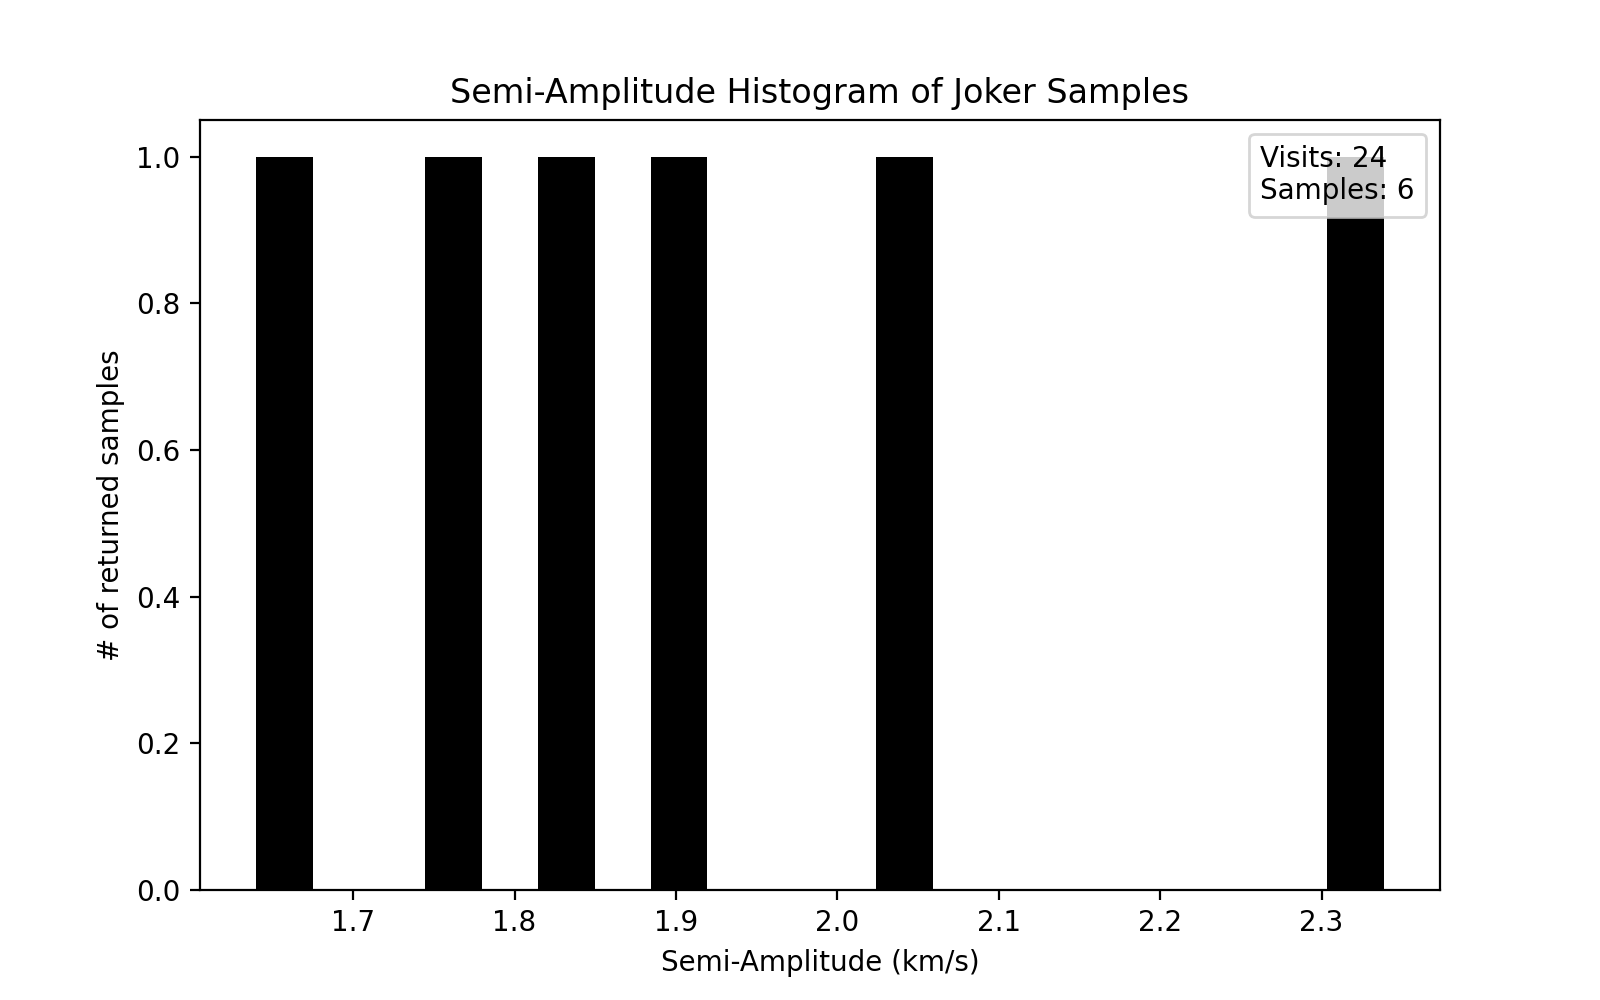 Semi-Amplitude Histogram of Joker Samples
Visits: 24
Samples: 6
1.0
0.8
0.6
0.4
0.2
0.0
# of returned samples
1.7 1.8 1.9 2.0 2.1 2.2 2.3
Semi-Amplitude (km/s)